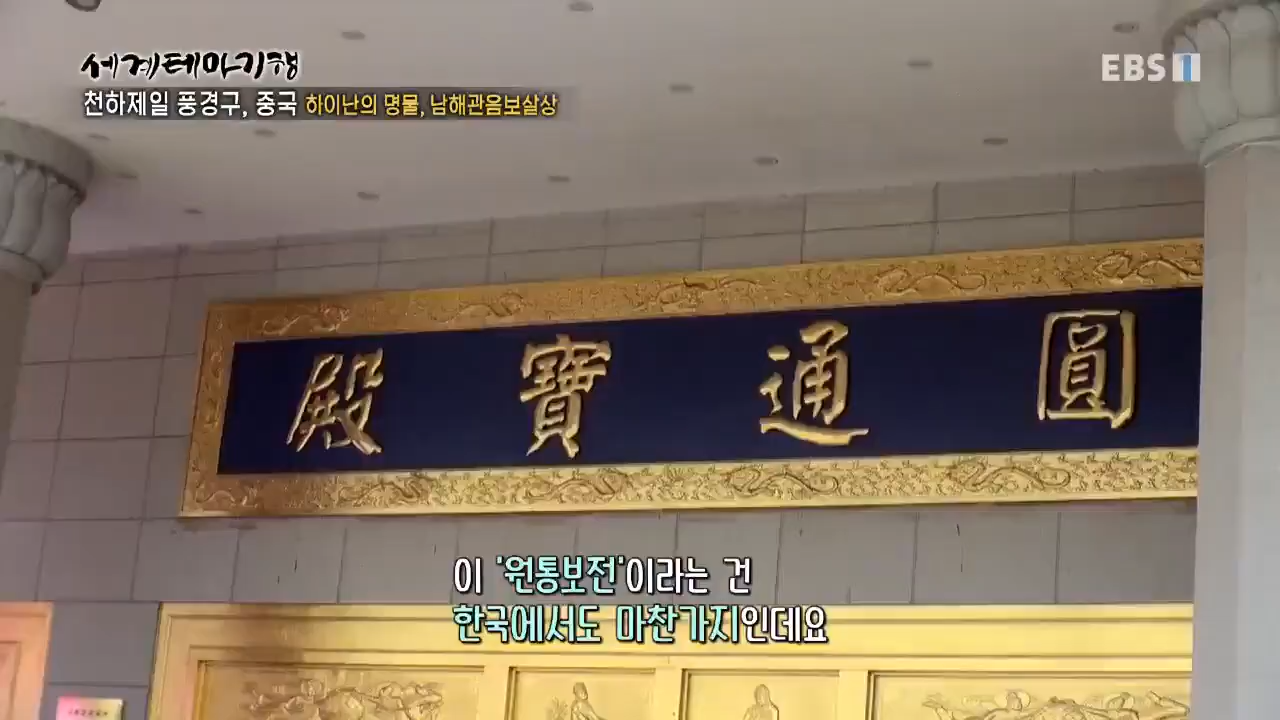 세계테마기행
EBS1
천하제일 풍경구, 중국 하이난의 명물, 남해관음보살상
殿寶通圓
이 '원통보전'이라는 건
한국에서도 마찬가지인데요